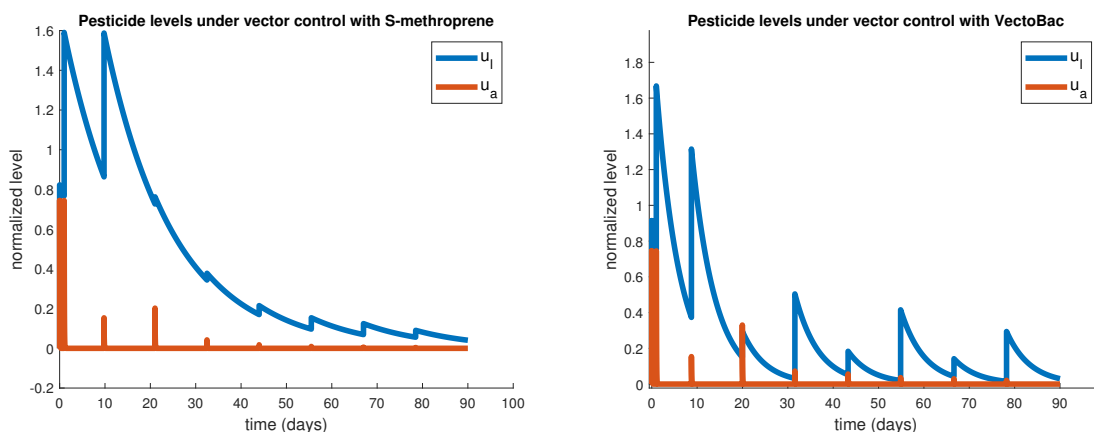 Pesticide levels under vector control with S-methroprene
1.6
1.4
1.2
1
0.8
0.6
0.4
0.2
0
-0.2
normalized level
0 10 20 30 40 50 60 70 80 90 100
time (days)
u_l
u_a
Pesticide levels under vector control with VectoBac
1.8
1.6
1.4
1.2
1
0.8
0.6
0.4
0.2
0
normalized level
0 10 20 30 40 50 60 70 80 90
time (days)
u_l
u_a